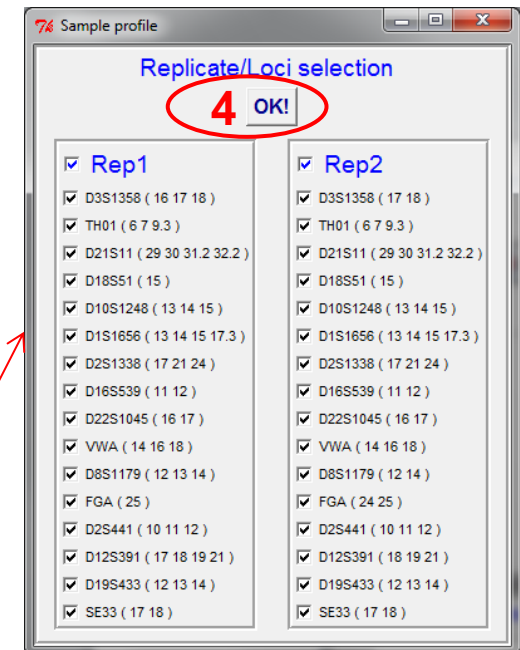 Sample profile
Replicate/Loci selection
4 OK!
Rep1
D3S1358 ( 16 17 18 )
TH01 ( 6 7 9.3 )
D21S11 ( 29 30 31.2 32.2 )
D18S51 ( 15 )
D10S1248 ( 13 14 15 )
D1S1656 ( 13 14 15 17.3 )
D2S1338 ( 17 21 24 )
D16S539 ( 11 12 )
D22S1045 ( 16 17 )
VWA ( 14 16 18 )
D8S1179 ( 12 13 14 )
FGA ( 25 )
D2S441 ( 10 11 12 )
D12S391 ( 17 18 19 21 )
D19S433 ( 12 13 14 )
SE33 ( 17 18 )
Rep2
D3S1358 ( 17 18 )
TH01 ( 6 7 9.3 )
D21S11 ( 29 30 31.2 32.2 )
D18S51 ( 15 )
D10S1248 ( 13 14 15 )
D1S1656 ( 13 14 15 17.3 )
D2S1338 ( 17 21 24 )
D16S539 ( 11 12 )
D22S1045 ( 16 17 )
VWA ( 14 16 18 )
D8S1179 ( 12 14 )
FGA ( 24 25 )
D2S441 ( 10 11 12 )
D12S391 ( 18 19 21 )
D19S433 ( 12 13 14 )
SE33 ( 17 18 )